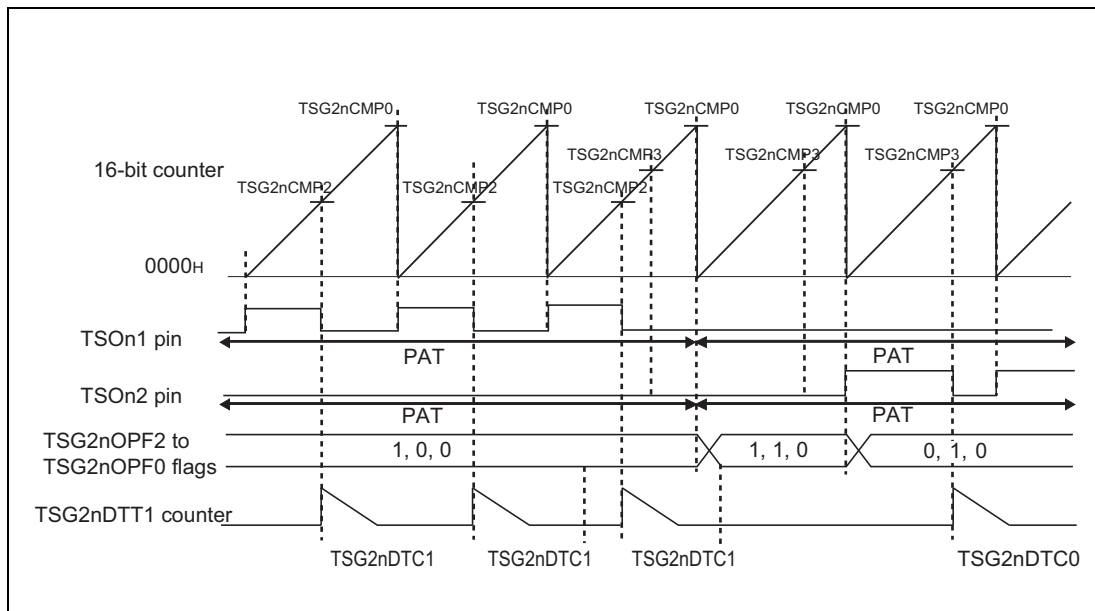 TSG2nCMP0 TSG2nCMP0 TSG2nCMP0 TSG2nCMP0 TSG2nCMP0
TSG2nCMP3 TSG2nCMP3 TSG2nCMP3
16-bit counter
TSG2nCMP2 TSG2nCMP2 TSG2nCMP2
0000H
TSOn1 pin
PAT PAT
TSOn2 pin
PAT PAT
TSG2nOPF2 to
TSG2nOPF0 flags
1, 0, 0 1, 1, 0 0, 1, 0
TSG2nDTT1 counter
TSG2nDTC1 TSG2nDTC1 TSG2nDTC1 TSG2nDTC0